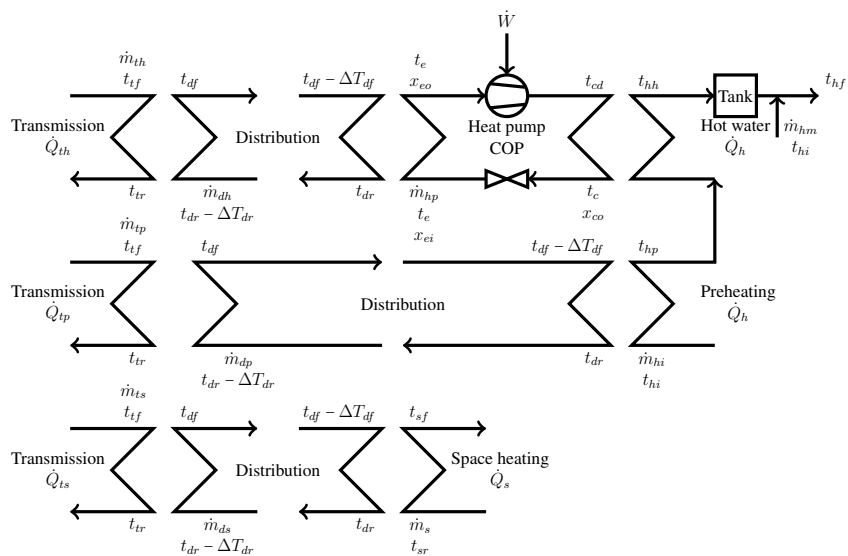 Ẇ
ṁ_th
t_tf
t_df
t_df − ΔT_df
t_e
x_eo
t_cd
t_hh
Tank
t_hf
Transmission
Q̇_th
Distribution
Heat pump
COP
Hot water
Q̇_h
ṁ_hm
t_hi
t_tr
ṁ_dh
t_dr − ΔT_dr
t_dr
ṁ_hp
t_e
x_ei
t_c
x_co
ṁ_tp
t_tf
t_df
t_df − ΔT_df
t_hp
Transmission
Q̇_tp
Distribution
Preheating
Q̇_h
t_tr
ṁ_dp
t_dr − ΔT_dr
t_dr
ṁ_hi
t_hi
ṁ_ts
t_tf
t_df
t_df − ΔT_df
t_sf
Transmission
Q̇_ts
Distribution
Space heating
Q̇_s
t_tr
ṁ_ds
t_dr − ΔT_dr
t_dr
ṁ_s
t_sr